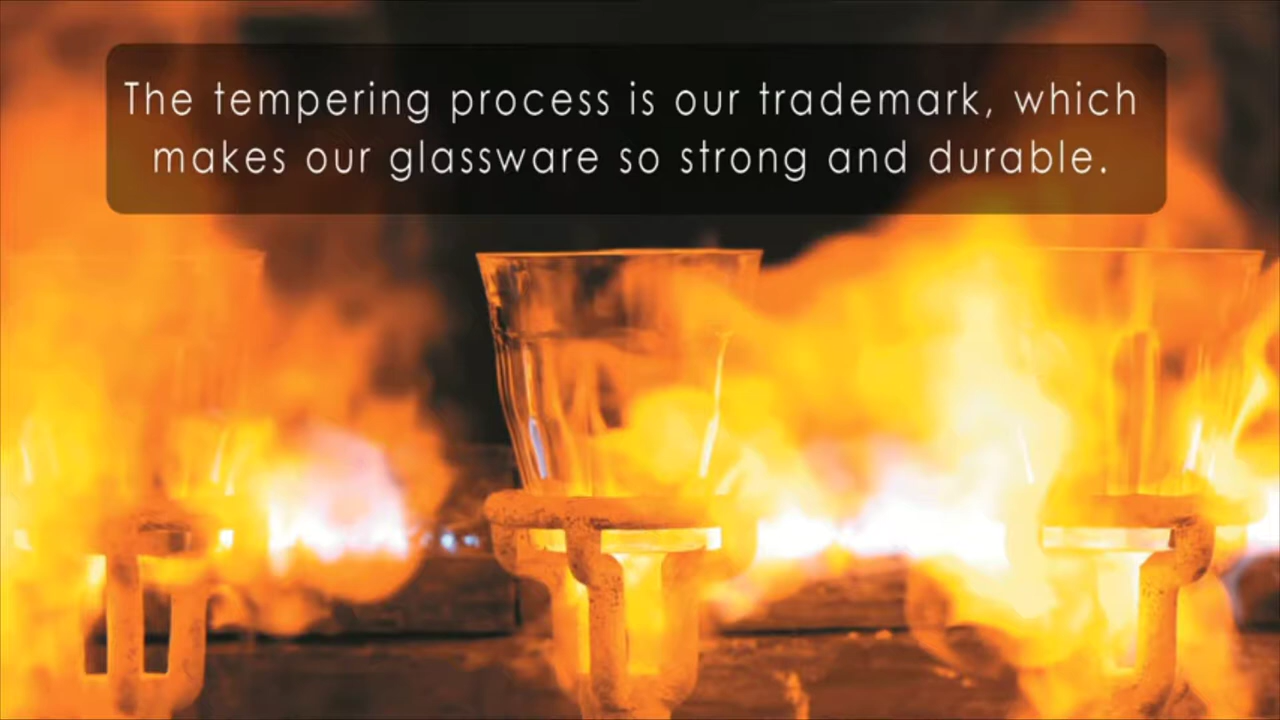 The tempering process is our trademark, which
makes our glassware so strong and durable.